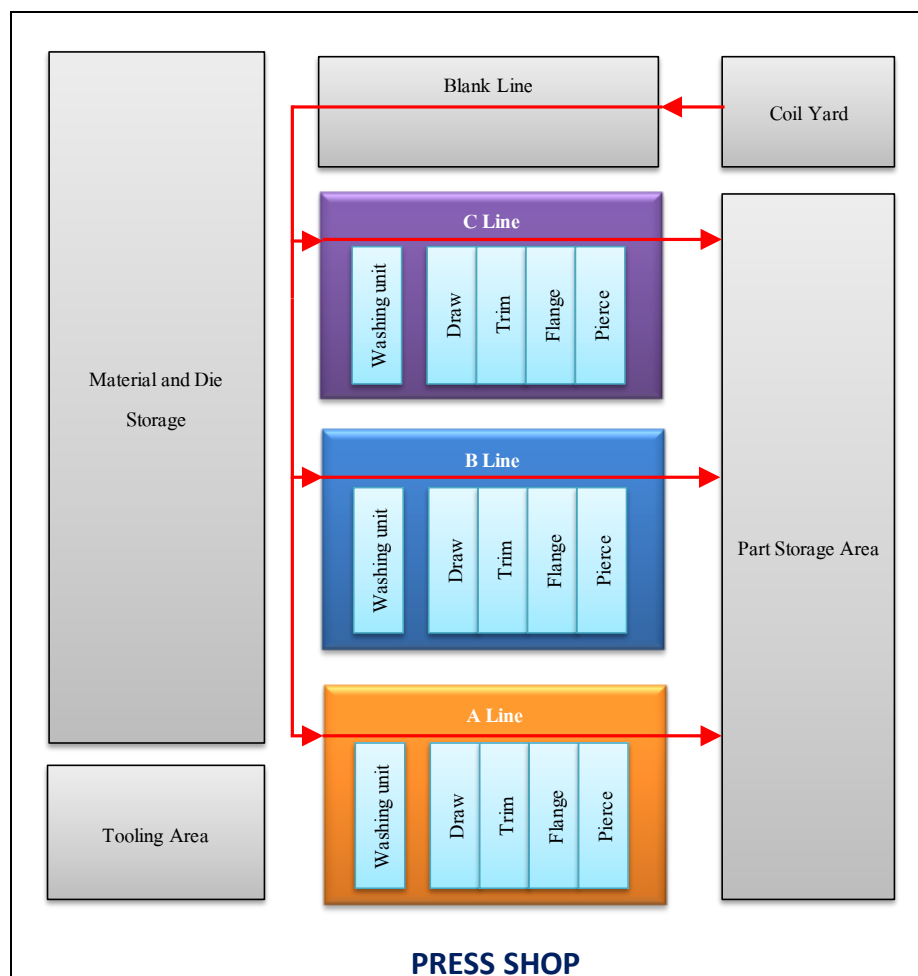 Blank Line
Coil Yard
C Line
Washing unit
Draw
Trim
Flange
Pierce
Material and Die
Storage
B Line
Washing unit
Draw
Trim
Flange
Pierce
Part Storage Area
A Line
Washing unit
Draw
Trim
Flange
Pierce
Tooling Area
PRESS SHOP